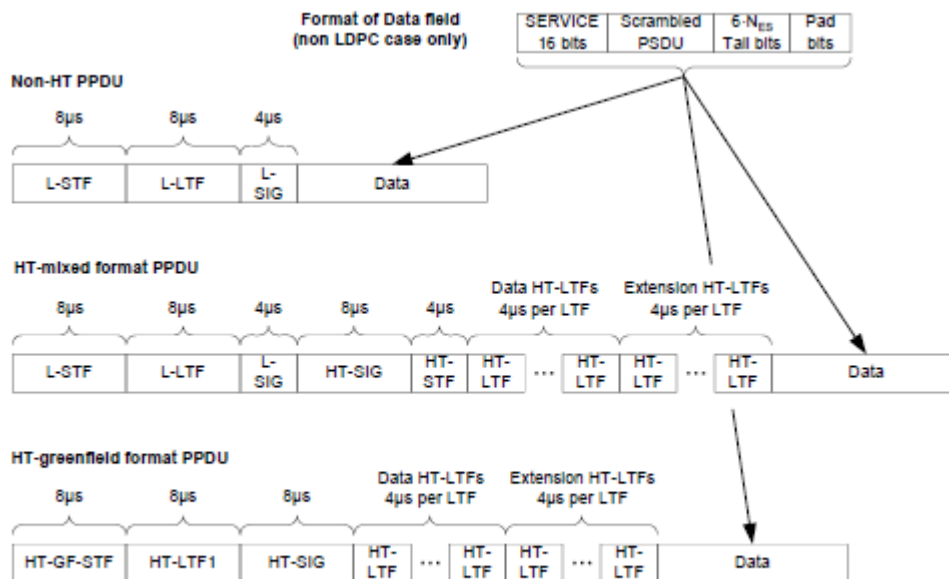 Format of Data field
(non LDPC case only)
SERVICE
16 bits
Scrambled
PSDU
6·NES
Tail bits
Pad
bits
Non-HT PPDU
8µs
8µs
4µs
L-STF
L-LTF
L-
SIG
Data
HT-mixed format PPDU
Data HT-LTFs
4µs per LTF
Extension HT-LTFs
4µs per LTF
8µs
8µs
4µs
8µs
4µs
L-STF
L-LTF
L-
SIG
HT-SIG
HT-
STF
HT-
LTF
...
HT-
LTF
HT-
LTF
...
HT-
LTF
Data
HT-greenfield format PPDU
Data HT-LTFs
4µs per LTF
Extension HT-LTFs
4µs per LTF
8µs
8µs
8µs
HT-GF-STF
HT-LTF1
HT-SIG
HT-
LTF
...
HT-
LTF
HT-
LTF
...
HT-
LTF
Data